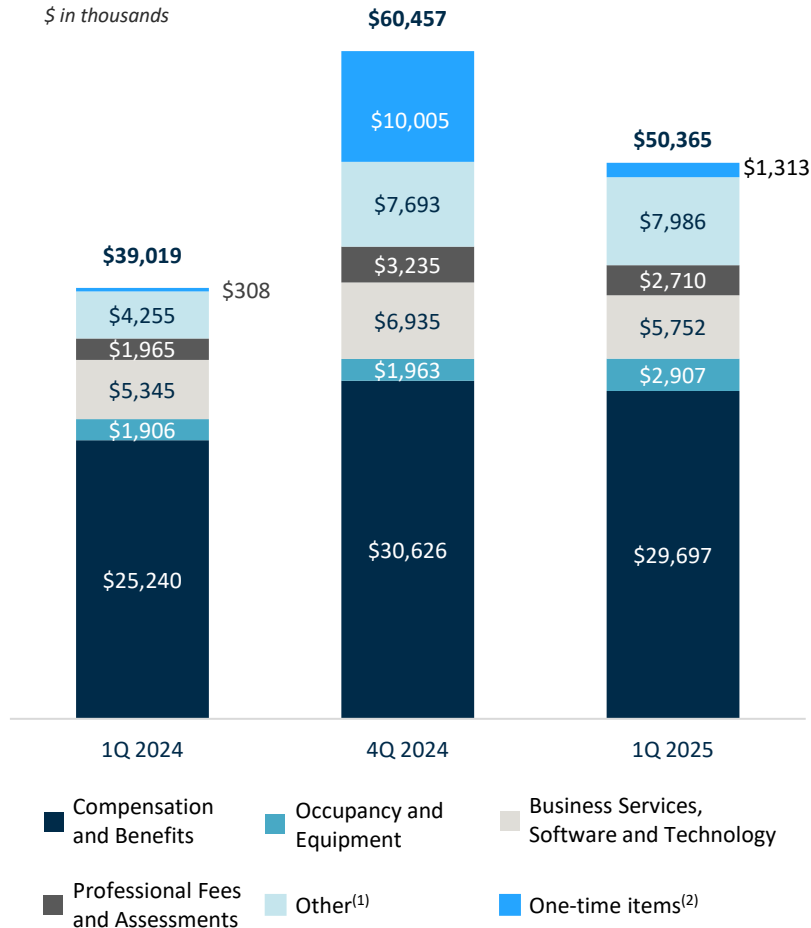 $ in thousands
$60,457
$10,005
$50,365
$1,313
$7,693
$7,986
$39,019
$308
$3,235
$2,710
$4,255
$6,935
$5,752
$1,965
$5,345
$1,963
$2,907
$1,906
$25,240
$30,626
$29,697
1Q 2024 4Q 2024 1Q 2025
Compensation
and Benefits
Occupancy and
Equipment
Business Services,
Software and Technology
Professional Fees
and Assessments
Other(1)
One-time items(2)